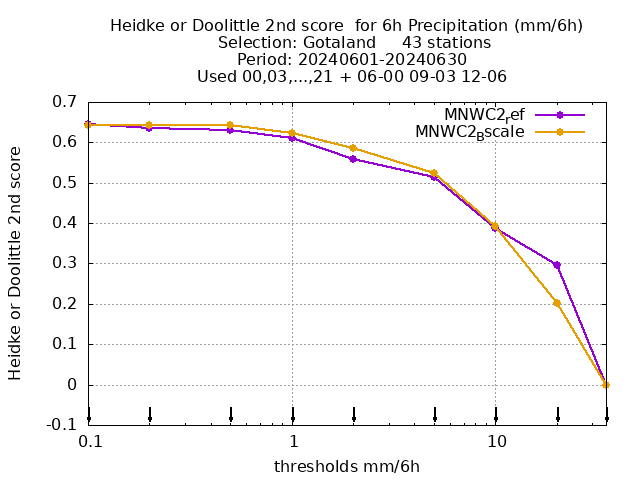 Heidke or Doolittle 2nd score  for 6h Precipitation (mm/6h)
Selection: Gotaland     43 stations
Period: 20240601-20240630
Used 00,03,...,21 + 06-00 09-03 12-06
MNWC2ref
MNWC2Bscale
Heidke or Doolittle 2nd score
0.7
0.6
0.5
0.4
0.3
0.2
0.1
0
-0.1
0.1 1 10
thresholds mm/6h